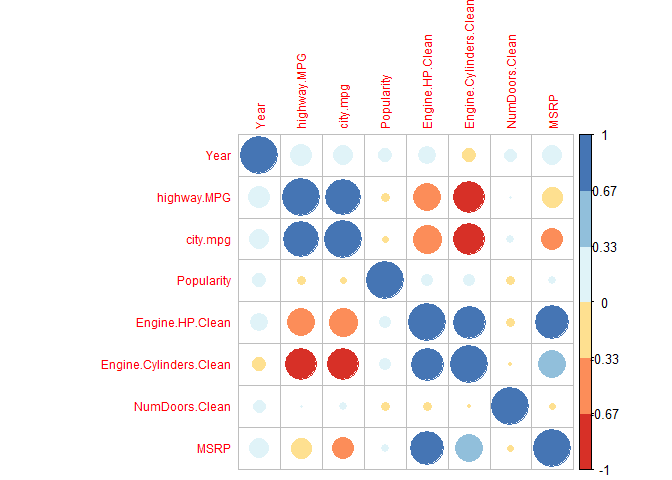 Year
highway.MPG
city.mpg
Popularity
Engine.HP.Clean
Engine.Cylinders.Clean
NumDoors.Clean
MSRP
Year
highway.MPG
city.mpg
Popularity
Engine.HP.Clean
Engine.Cylinders.Clean
NumDoors.Clean
MSRP
1
0.67
0.33
0
-0.33
-0.67
-1